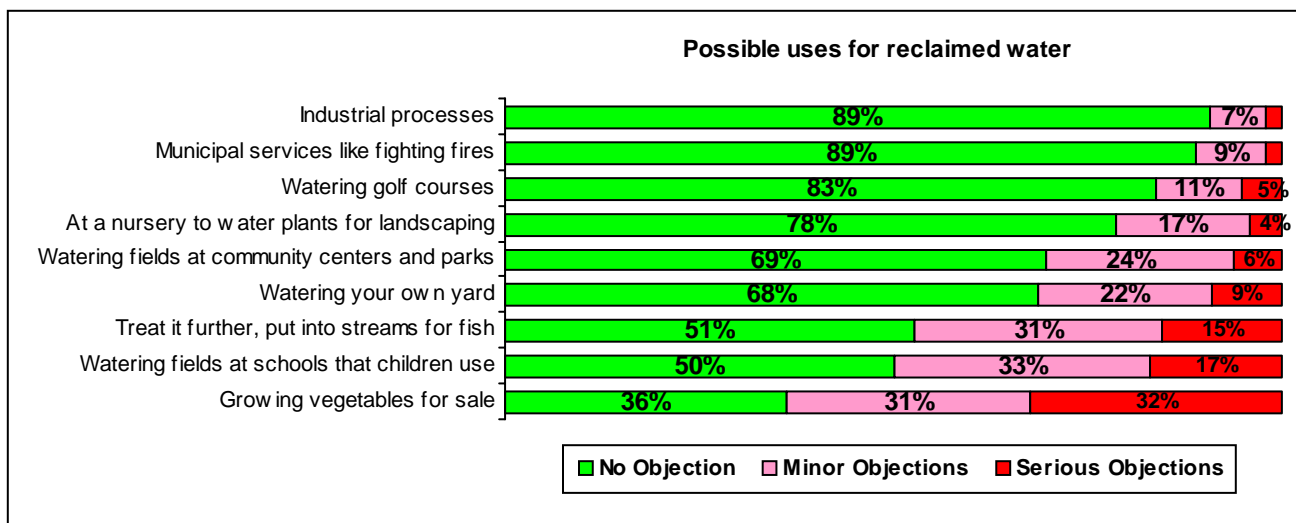 Possible uses for reclaimed water
Industrial processes 89% 7%
Municipal services like fighting fires 89% 9%
Watering golf courses 83% 11% 5%
At a nursery to water plants for landscaping 78% 17% 4%
Watering fields at community centers and parks 69% 24% 6%
Watering your own yard 68% 22% 9%
Treat it further, put into streams for fish 51% 31% 15%
Watering fields at schools that children use 50% 33% 17%
Growing vegetables for sale 36% 31% 32%
No Objection Minor Objections Serious Objections